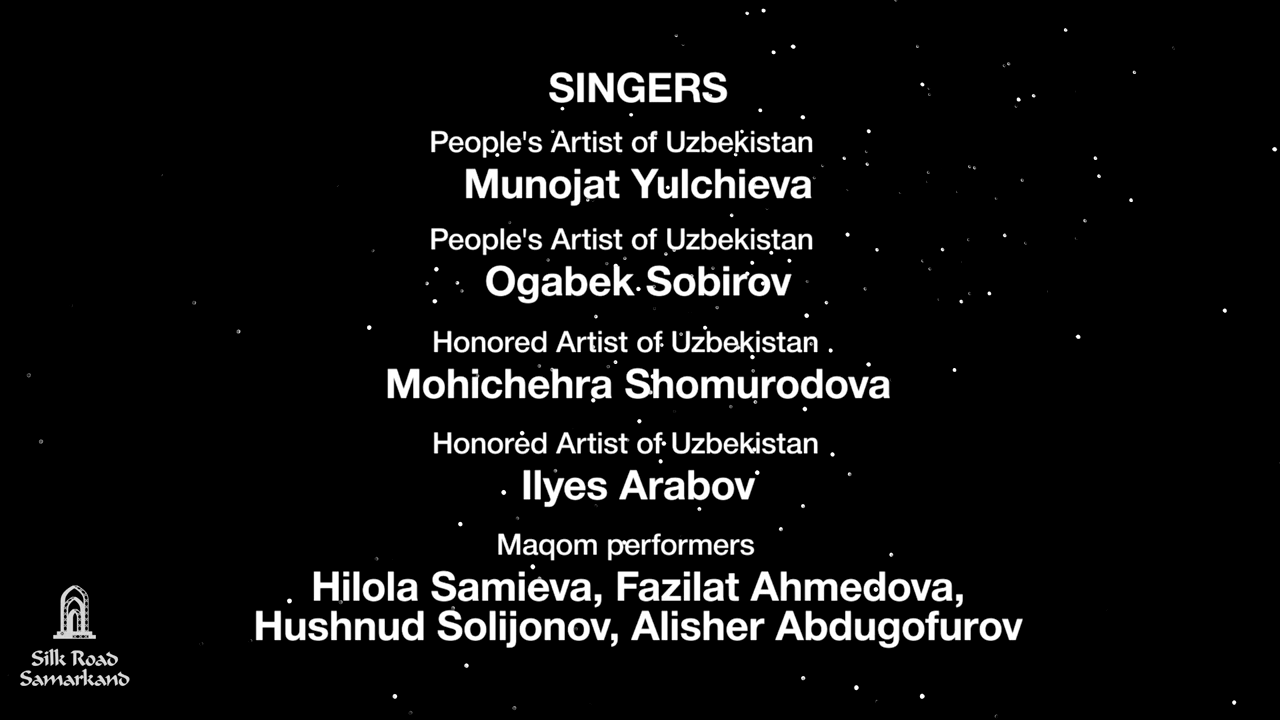 SINGERS
People's Artist of Uzbekistan
Munojat Yulchieva
People's Artist of Uzbekistan
Ogabek Sobirov
Honored Artist of Uzbekistan
Mohichehra Shomurodova
Honored Artist of Uzbekistan
Ilyes Arabov
Maqom performers
Hilola Samieva, Fazilat Ahmedova,
Hushnud Solijonov, Alisher Abdugofurov
Silk Road
Samarkand